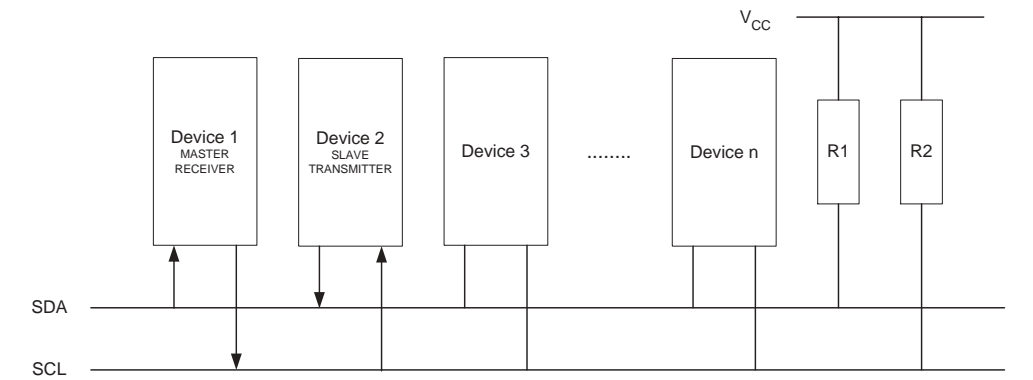 VCC
Device 1
MASTER
RECEIVER
Device 2
SLAVE
TRANSMITTER
Device 3
........
Device n
R1
R2
SDA
SCL